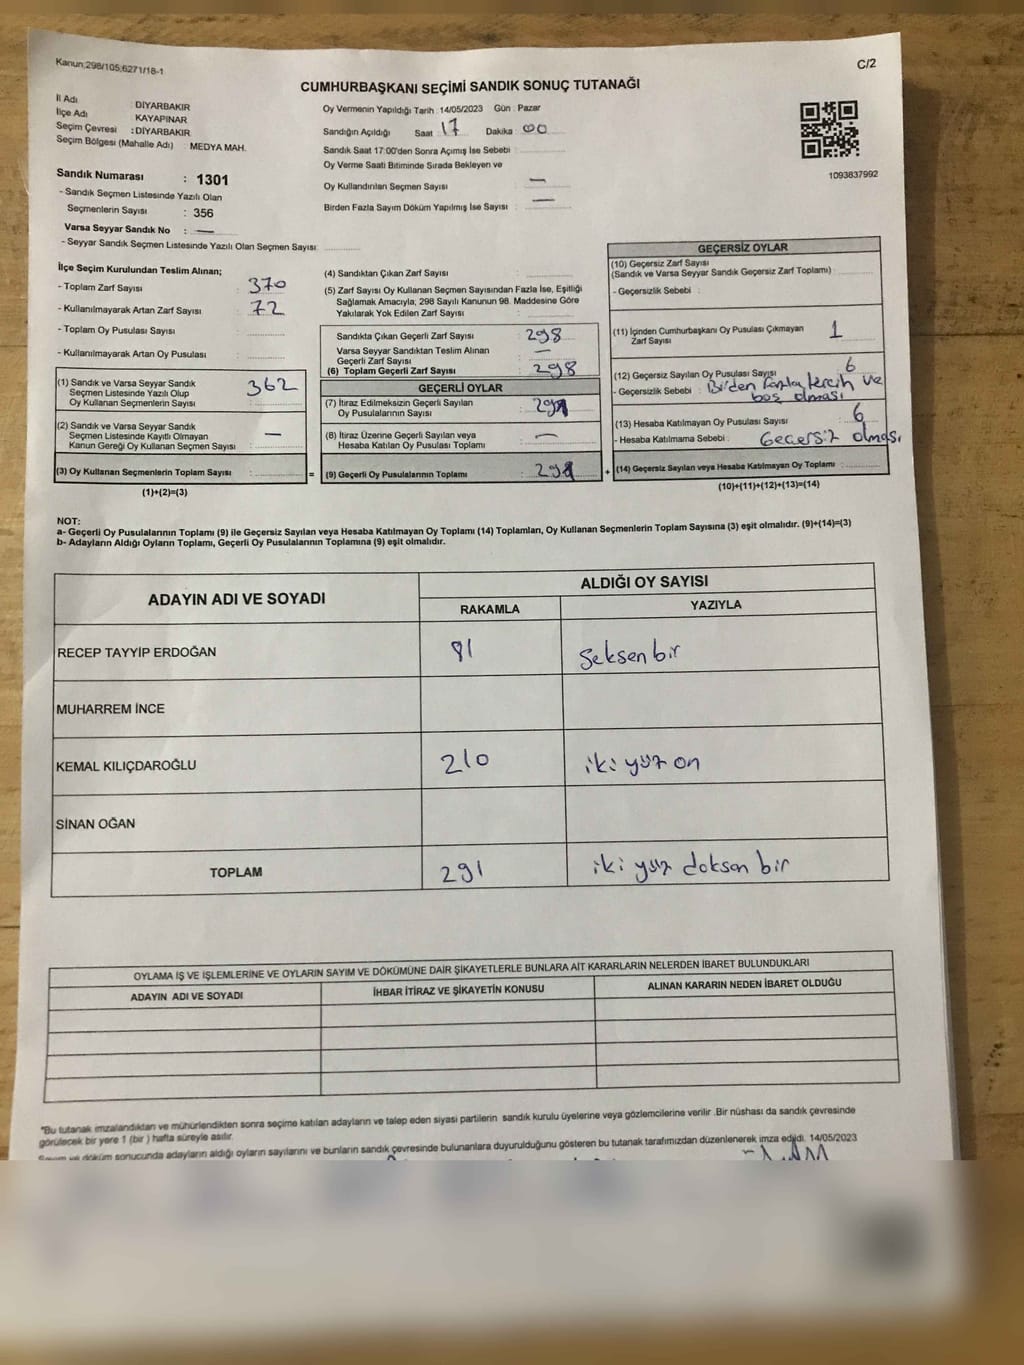 Kanun,298/105,6271/18-1
C/2
CUMHURBAŞKANI SEÇİMİ SANDIK SONUÇ TUTANAĞI
İl Adı : DİYARBAKIR
İlçe Adı KAYAPINAR
Seçim Çevresi : DİYARBAKIR
Seçim Bölgesi (Mahalle Adı) : MEDYA MAH.
Sandık Numarası : 1301
- Sandık Seçmen Listesinde Yazılı Olan
Seçmenlerin Sayısı : 356
Varsa Seyyar Sandık No : —
- Seyyar Sandık Seçmen Listesinde Yazılı Olan Seçmen Sayısı:
Oy Vermenin Yapıldığı Tarih : 14/05/2023 Gün : Pazar
Sandığın Açıldığı Saat 17 Dakika : 00
Sandık Saat 17:00'den Sonra Açımış İse Sebebi :
Oy Verme Saati Bitiminde Sırada Bekleyen ve
Oy Kullandırılan Seçmen Sayısı : —
Birden Fazla Sayım Döküm Yapılmış İse Sayısı : —
1093837992
İlçe Seçim Kurulundan Teslim Alınan;
- Toplam Zarf Sayısı : 370
- Kullanılmayarak Artan Zarf Sayısı : 72
- Toplam Oy Pusulası Sayısı :
- Kullanılmayarak Artan Oy Pusulası :
(1) Sandık ve Varsa Seyyar Sandık
Seçmen Listesinde Yazılı Olup
Oy Kullanan Seçmenlerin Sayısı : 362
(2) Sandık ve Varsa Seyyar Sandık
Seçmen Listesinde Kayıtlı Olmayan
Kanun Gereği Oy Kullanan Seçmen Sayısı : —
(3) Oy Kullanan Seçmenlerin Toplam Sayısı :
(1)+(2)=(3)
(4) Sandıktan Çıkan Zarf Sayısı :
(5) Zarf Sayısı Oy Kullanan Seçmen Sayısından Fazla İse, Eşitliği
Sağlamak Amacıyla; 298 Sayılı Kanunun 98. Maddesine Göre
Yakılarak Yok Edilen Zarf Sayısı :
Sandıkta Çıkan Geçerli Zarf Sayısı : 298
Varsa Seyyar Sandıktan Teslim Alınan
Geçerli Zarf Sayısı : —
(6) Toplam Geçerli Zarf Sayısı : 298
GEÇERLİ OYLAR
(7) İtiraz Edilmeksizin Geçerli Sayılan
Oy Pusulalarının Sayısı : 291
(8) İtiraz Üzerine Geçerli Sayılan veya
Hesaba Katılan Oy Pusulası Toplamı : —
= (9) Geçerli Oy Pusulalarının Toplamı : 291 +
GEÇERSİZ OYLAR
(10) Geçersiz Zarf Sayısı
(Sandık ve Varsa Seyyar Sandık Geçersiz Zarf Toplamı) :
- Geçersizlik Sebebi :
(11) İçinden Cumhurbaşkanı Oy Pusulası Çıkmayan
Zarf Sayısı : 1
(12) Geçersiz Sayılan Oy Pusulası Sayısı : 6
- Geçersizlik Sebebi : Birden fazla tercih ve
boş olması
(13) Hesaba Katılmayan Oy Pusulası Sayısı : 6
- Hesaba Katılmama Sebebi : Geçersiz olması
(14) Geçersiz Sayılan veya Hesaba Katılmayan Oy Toplamı :
(10)+(11)+(12)+(13)=(14)
NOT:
a- Geçerli Oy Pusulalarının Toplamı (9) ile Geçersiz Sayılan veya Hesaba Katılmayan Oy Toplamı (14) Toplamları, Oy Kullanan Seçmenlerin Toplam Sayısına (3) eşit olmalıdır. (9)+(14)=(3)
b- Adayların Aldığı Oyların Toplamı, Geçerli Oy Pusulalarının Toplamına (9) eşit olmalıdır.
ADAYIN ADI VE SOYADI ALDIĞI OY SAYISI
RAKAMLA YAZIYLA
RECEP TAYYİP ERDOĞAN 81 seksen bir
MUHARREM İNCE
KEMAL KILIÇDAROĞLU 210 iki yüz on
SİNAN OĞAN
TOPLAM 291 iki yüz doksan bir
OYLAMA İŞ VE İŞLEMLERİNE VE OYLARIN SAYIM VE DÖKÜMÜNE DAİR ŞİKAYETLERLE BUNLARA AİT KARARLARIN NELERDEN İBARET BULUNDUKLARI
ADAYIN ADI VE SOYADI İHBAR İTİRAZ VE ŞİKAYETİN KONUSU ALINAN KARARIN NEDEN İBARET OLDUĞU
*Bu tutanak imzalandıktan ve mühürlendikten sonra seçime katılan adayların ve talep eden siyasi partilerin sandık kurulu üyelerine veya gözlemcilerine verilir .Bir nüshası da sandık çevresinde
görülecek bir yere 1 (bir ) hafta süreyle asılır.
Sayım ve döküm sonucunda adayların aldığı oyların sayılarını ve bunların sandık çevresinde bulunanlara duyurulduğunu gösteren bu tutanak tarafımızdan düzenlenerek imza edildi. 14/05/2023